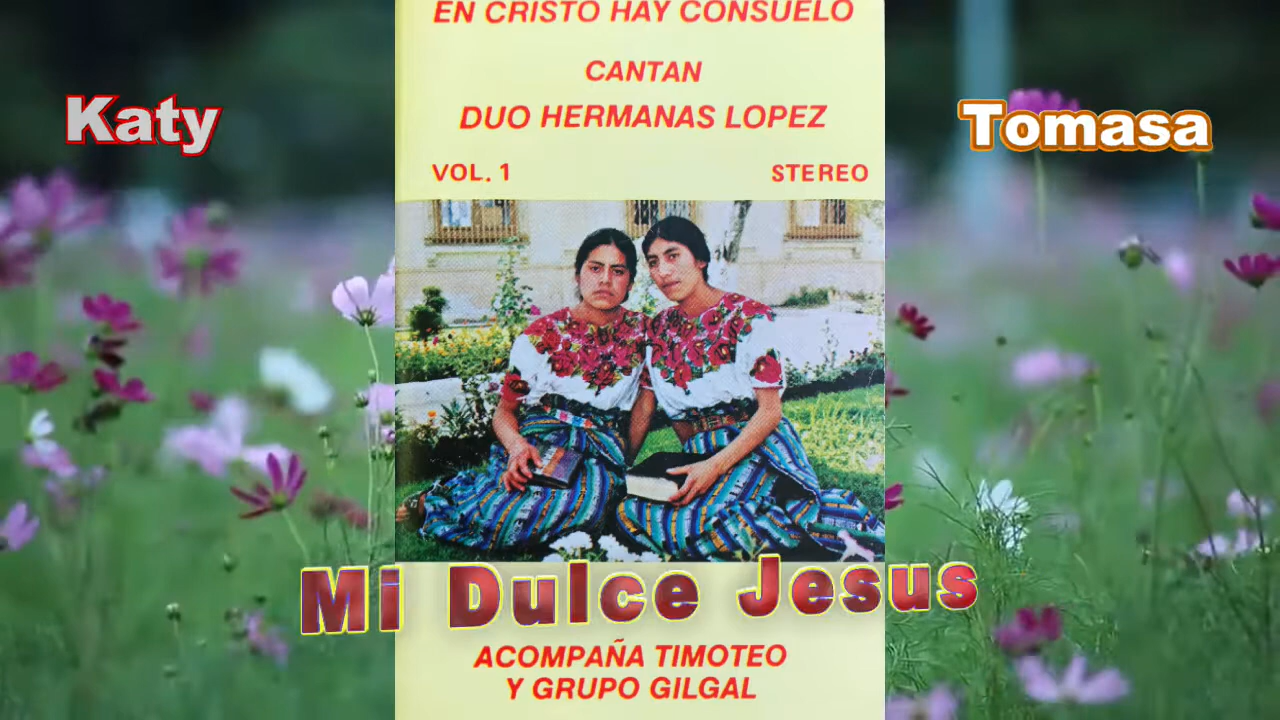 EN CRISTO HAY CONSUELO
CANTAN
DUO HERMANAS LOPEZ
VOL. 1 STEREO
Katy
Tomasa
Mi Dulce Jesus
ACOMPAÑA TIMOTEO
Y GRUPO GILGAL